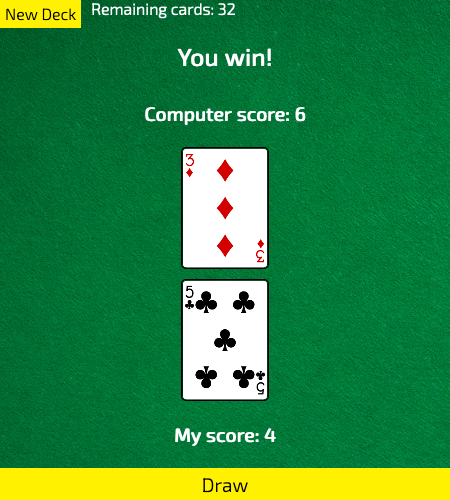 New Deck
Remaining cards: 32
You win!
Computer score: 6
3
3
5
5
My score: 4
Draw